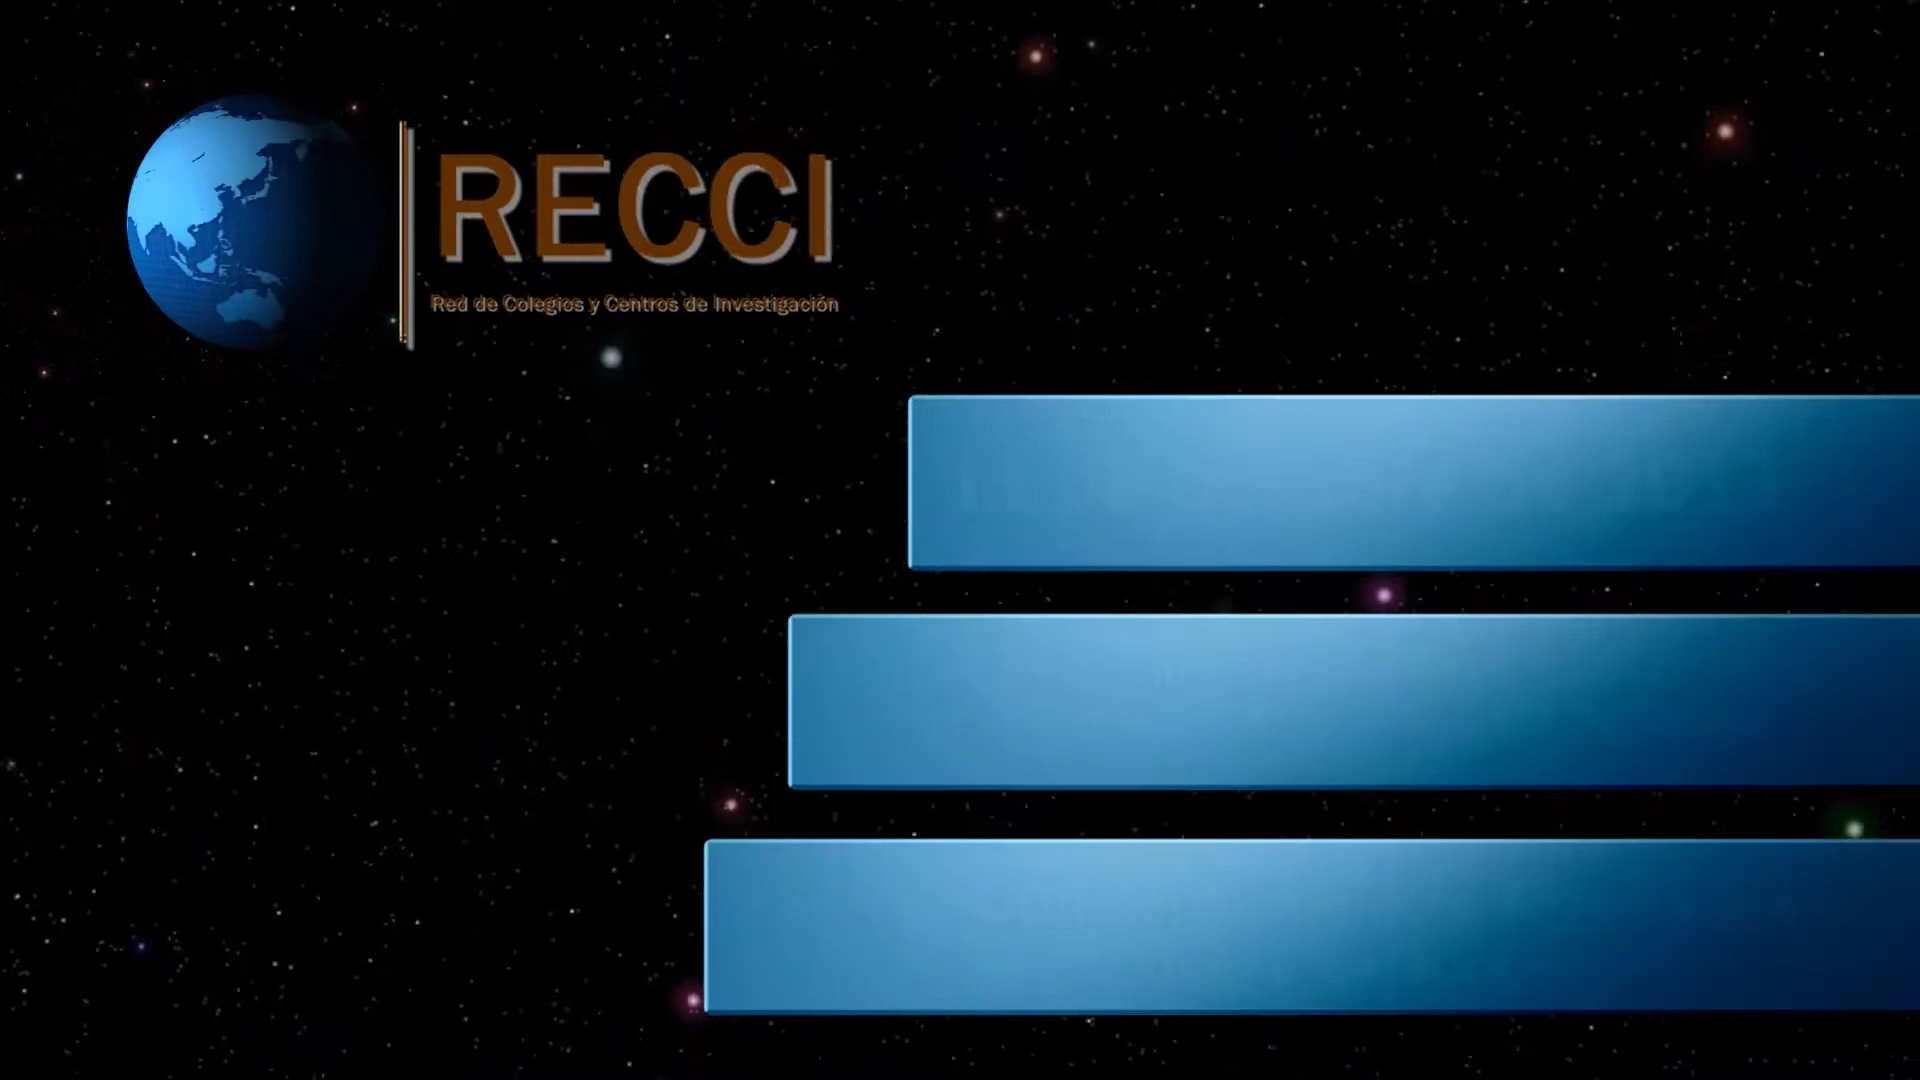 RECCI
Red de Colegios y Centros de Investigación